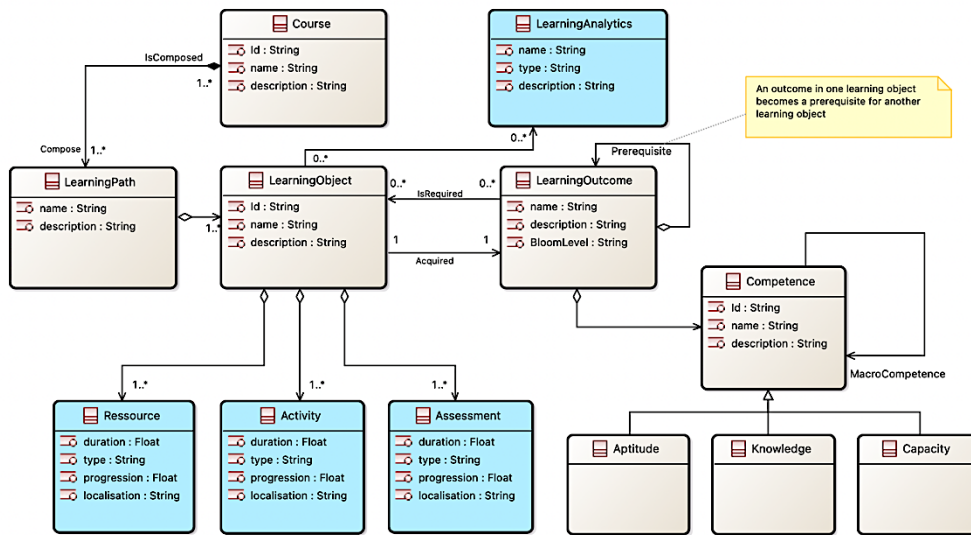 Course
Id : String
name : String
description : String
LearningAnalytics
name : String
type : String
description : String
IsComposed
1..*
An outcome in one learning object
becomes a prerequisite for another
learning object
Compose
1..*
0..*
0..*
Prerequisite
LearningPath
name : String
description : String
1..*
LearningObject
Id : String
name : String
description : String
0..*
0..*
IsRequired
1
1
Acquired
LearningOutcome
name : String
description : String
BloomLevel : String
Competence
Id : String
name : String
description : String
MacroCompetence
1..*
1..*
1..*
Ressource
duration : Float
type : String
progression : Float
localisation : String
Activity
duration : Float
type : String
progression : Float
localisation : String
Assessment
duration : Float
type : String
progression : Float
localisation : String
Aptitude
Knowledge
Capacity